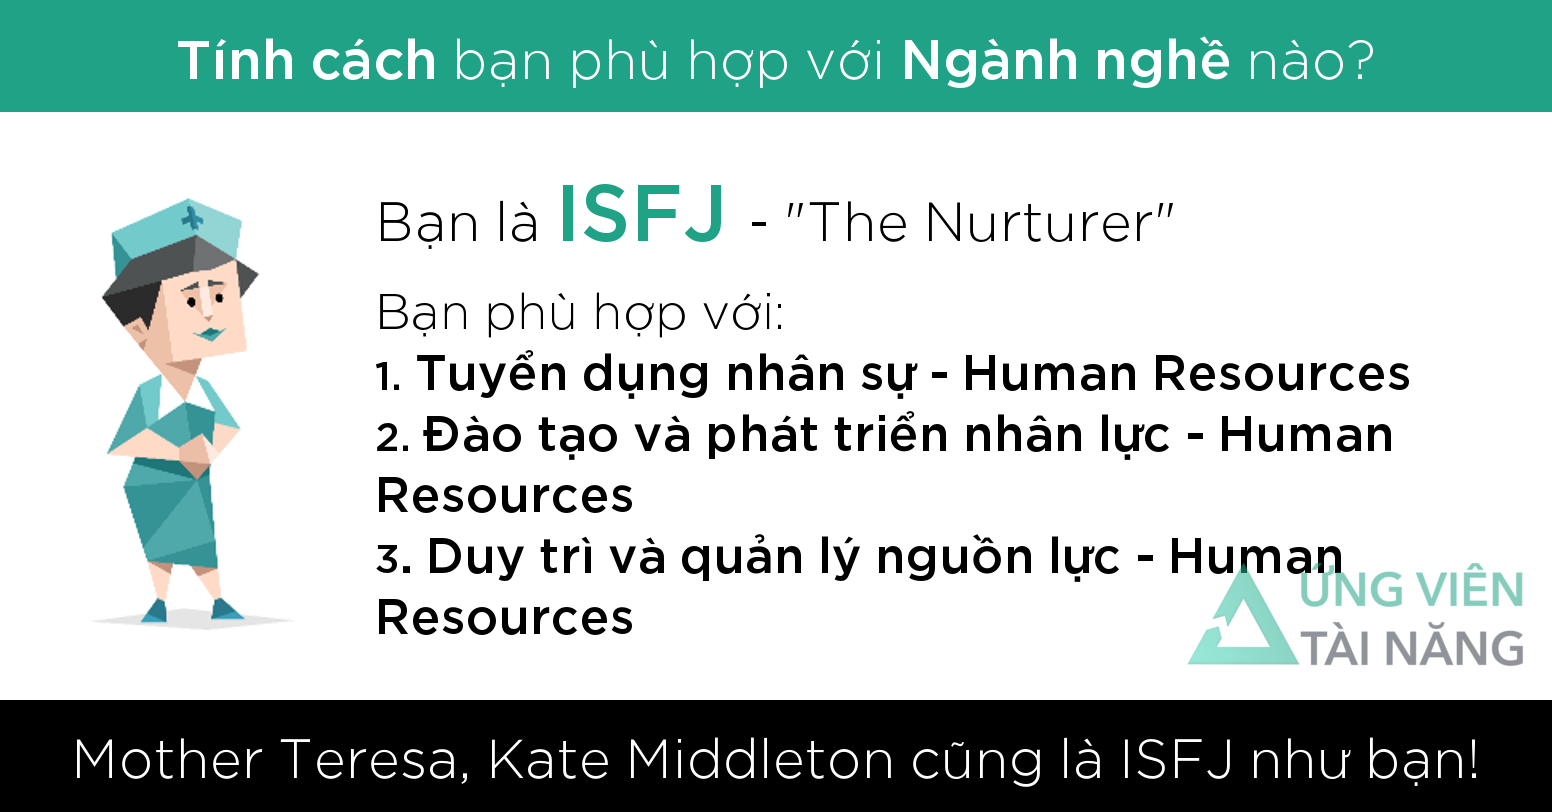 Tính cách bạn phù hợp với Ngành nghề nào?
Bạn là ISFJ - "The Nurturer"
Bạn phù hợp với:
1. Tuyển dụng nhân sự - Human Resources
2. Đào tạo và phát triển nhân lực - Human
Resources
3. Duy trì và quản lý nguồn lực - Human
Resources
ỨNG VIÊN
TÀI NĂNG
Mother Teresa, Kate Middleton cũng là ISFJ như bạn!